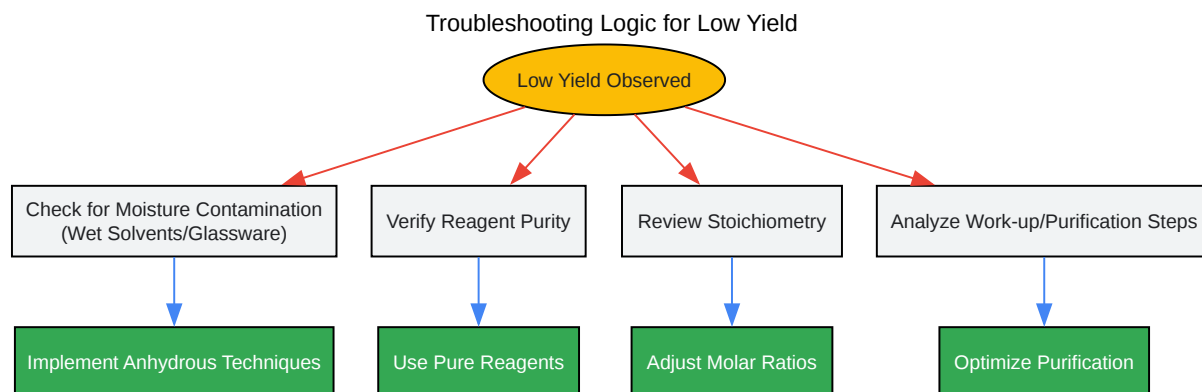 Troubleshooting Logic for Low Yield
Low Yield Observed
Check for Moisture Contamination
(Wet Solvents/Glassware)
Verify Reagent Purity
Review Stoichiometry
Analyze Work-up/Purification Steps
Implement Anhydrous Techniques
Use Pure Reagents
Adjust Molar Ratios
Optimize Purification